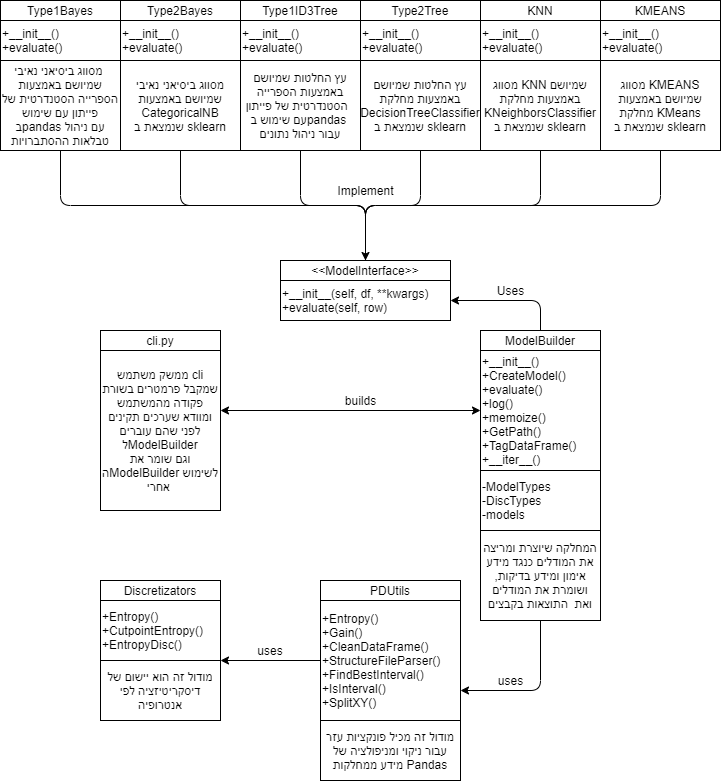 Type1Bayes
+__init__()
+evaluate()
מסווג ביסיאני נאיבי
שמיושם באמצעות
הספרייה הסטנדרטית של
פייתון עם שימוש
בpandas עם ניהול
טבלאות ההסתברויות
Type2Bayes
+__init__()
+evaluate()
מסווג ביסיאני נאיבי
שמיושם באמצעות
CategoricalNB
שנמצאת ב sklearn
Type1ID3Tree
+__init__()
+evaluate()
עץ החלטות שמיושם
באמצעות הספרייה
הסטנדרטית של פייתון
עם שימוש בpandas
עבור ניהול נתונים
Type2Tree
+__init__()
+evaluate()
עץ החלטות שמיושם
באמצעות מחלקת
DecisionTreeClassifier
שנמצאת ב sklearn
KNN
+__init__()
+evaluate()
מסווג KNN שמיושם
באמצעות מחלקת
KNeighborsClassifier
שנמצאת ב sklearn
KMEANS
+__init__()
+evaluate()
מסווג KMEANS
שמיושם באמצעות
מחלקת KMeans
שנמצאת ב sklearn
Implement
<<ModelInterface>>
+__init__(self, df, **kwargs)
+evaluate(self, row)
Uses
cli.py
ממשק משתמש cli
שמקבל פרמטרים בשורת
פקודה מהמשתמש
ומוודא שערכים תקינים
לפני שהם עוברים
לModelBuilder
וגם שומר את
הModelBuilder לשימוש
אחרי
builds
ModelBuilder
+__init__()
+CreateModel()
+evaluate()
+log()
+memoize()
+GetPath()
+TagDataFrame()
+__iter__()
-ModelTypes
-DiscTypes
-models
המחלקה שיוצרת ומריצה
את המודלים כנגד מידע
אימון ומידע בדיקות,
ושומרת את המודלים
ואת התוצאות בקבצים
Discretizators
+Entropy()
+CutpointEntropy()
+EntropyDisc()
מודול זה הוא יישום של
דיסקריטיזציה לפי
אנטרופיה
uses
PDUtils
+Entropy()
+Gain()
+CleanDataFrame()
+StructureFileParser()
+FindBestInterval()
+IsInterval()
+SplitXY()
מודול זה מכיל פונקציות עזר
עבור ניקוי ומניפולציה של
מידע ממחלקות Pandas
uses